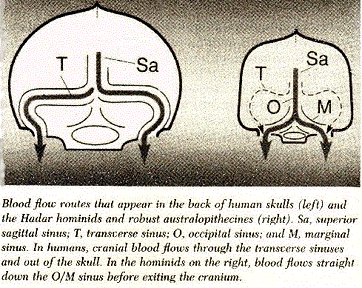 T
Sa
T
Sa
O
M
Blood flow routes that appear in the back of human skulls (left) and
the Hadar hominids and robust australopithecines (right). Sa, superior
sagittal sinus; T, transverse sinus; O, occipital sinus; and M, marginal
sinus. In humans, cranial blood flows through the transverse sinuses
and out of the skull. In the hominids on the right, blood flows straight
down the O/M sinus before exiting the cranium.